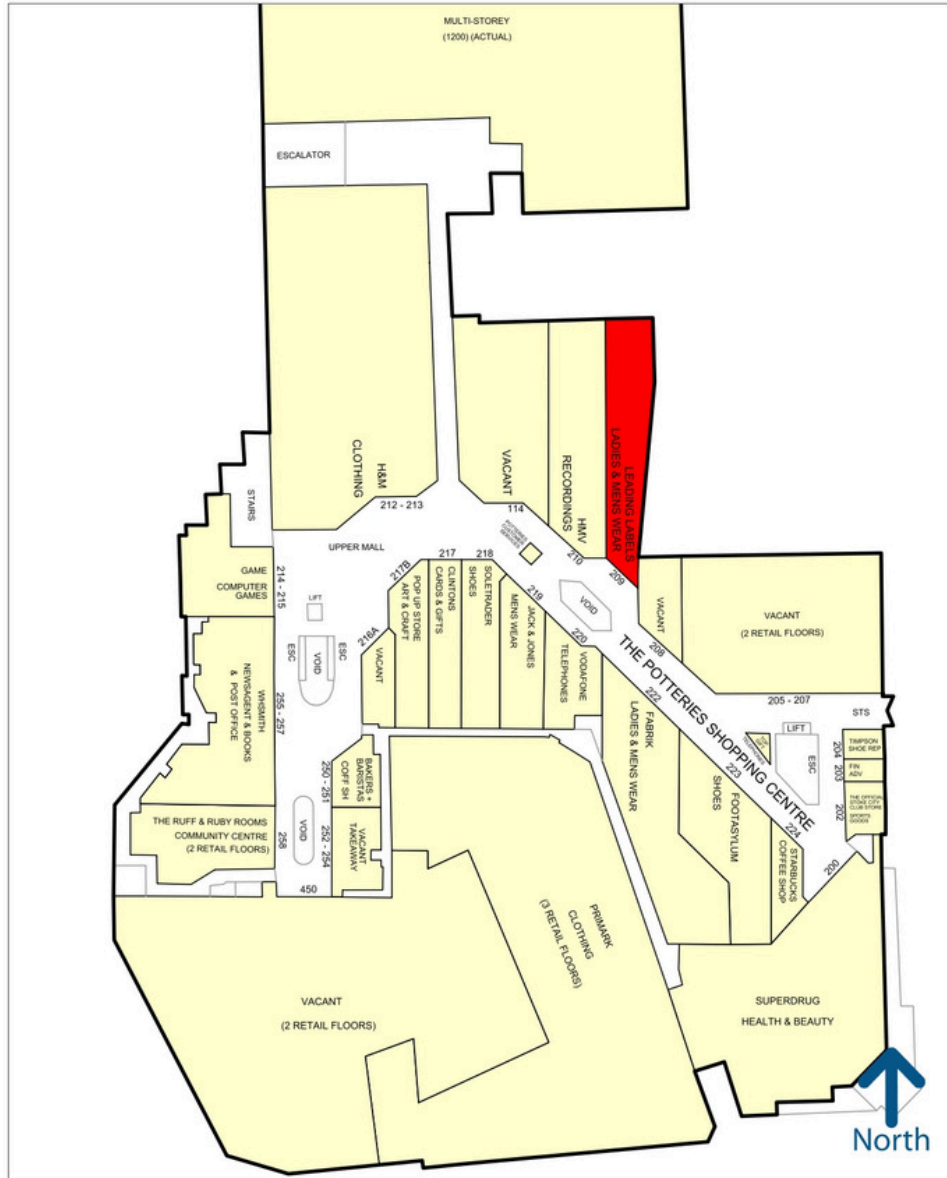 MULTI-STOREY
(1200) (ACTUAL)
ESCALATOR
H&M
CLOTHING
212 - 213
VACANT
114
HMV
RECORDINGS
210
LEADING LABELS
LADIES & MENS WEAR
209
STAIRS
UPPER MALL
POTTERIES
CUSTOMER
SERVICES
GAME
COMPUTER
GAMES
214 - 215
LIFT
ESC
VOID
ESC
217B
217
218
219
220
216A
VACANT
POP UP STORE
ART & CRAFT
CLINTONS
CARDS & GIFTS
SOLETRADER
SHOES
JACK & JONES
MENS WEAR
VODAFONE
TELEPHONES
VOID
VACANT
208
VACANT
(2 RETAIL FLOORS)
THE POTTERIES SHOPPING CENTRE
205 - 207
STS
LIFT
ESC
TELEPHONES
204
TIMPSON
SHOE REP
203
FIN
ADV
202
THE OFFICIAL
STOKE CITY
CLUB STORE
SPORTS
GOODS
WHSMITH
NEWSAGENT & BOOKS
& POST OFFICE
255 - 257
222
FABRIK
LADIES & MENS WEAR
223
FOOTASYLUM
SHOES
224
STARBUCKS
COFFEE SHOP
200
BAKERS +
BARISTAS
COFF SH
250 - 251
VACANT
TAKEAWAY
252 - 254
VOID
258
THE RUFF & RUBY ROOMS
COMMUNITY CENTRE
(2 RETAIL FLOORS)
450
PRIMARK
CLOTHING
(3 RETAIL FLOORS)
VACANT
(2 RETAIL FLOORS)
SUPERDRUG
HEALTH & BEAUTY
North